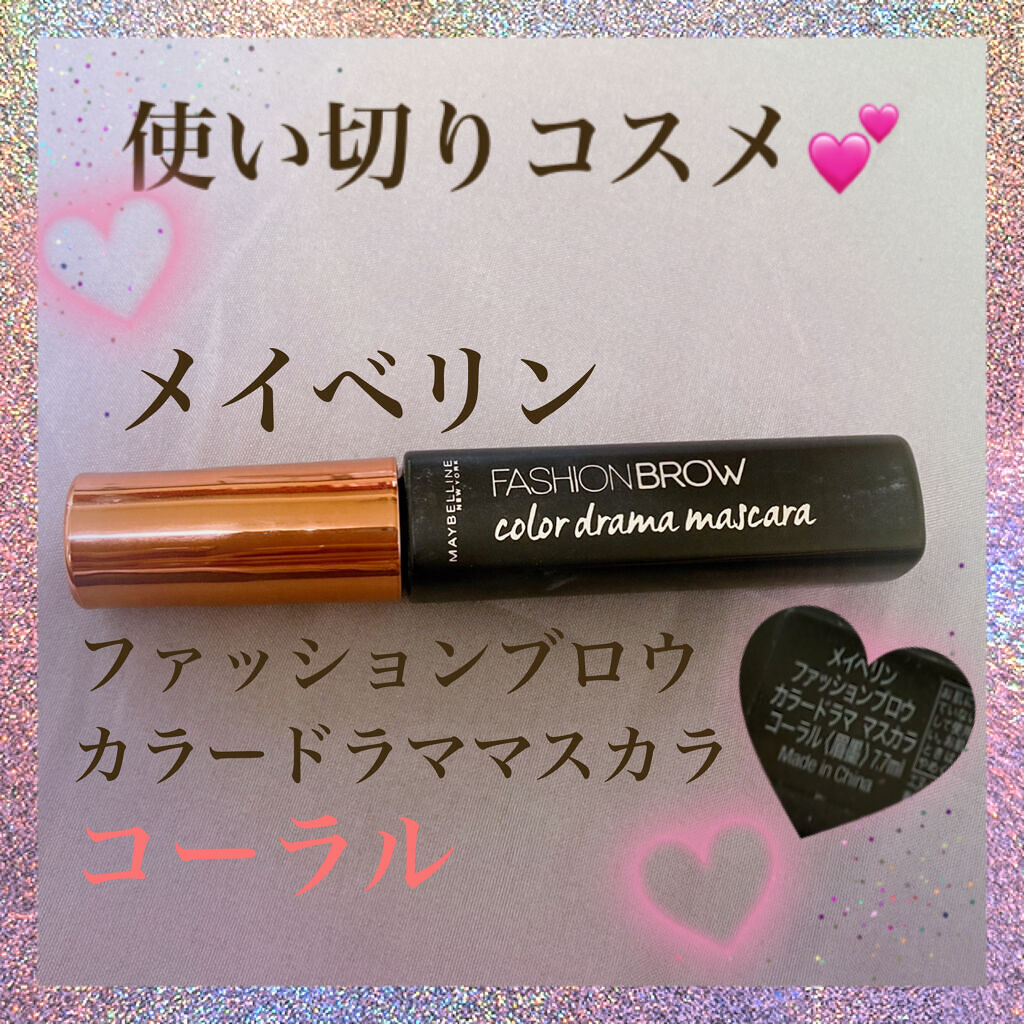 使い切りコスメ💕
メイベリン
MAYBELLINE
NEW YORK
FASHIONBROW
color drama mascara
ファッションブロウ
カラードラママスカラ
コーラル
メイベリン
ファッションブロウ
カラードラマ マスカラ
コーラル〈眉墨〉7.7ml
Made in China